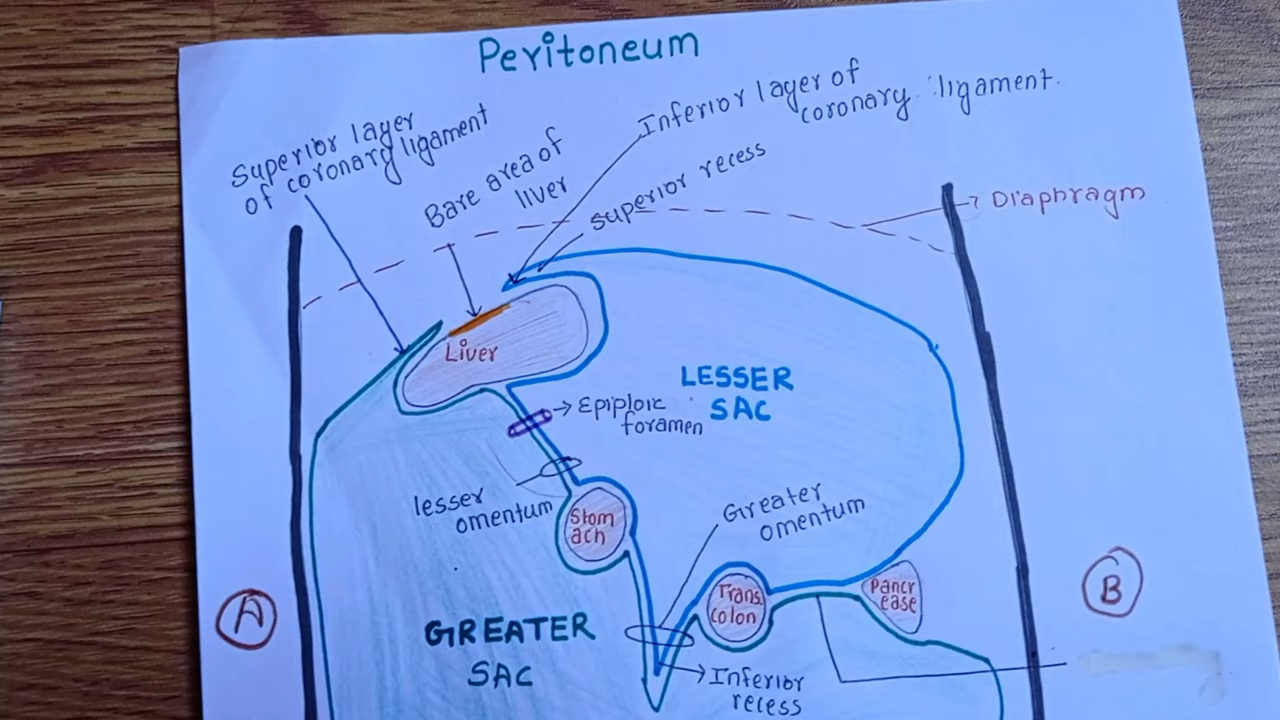 Peritoneum
Superior layer
of coronary ligament
Bare area of
liver
Inferior layer of
coronary ligament.
superior recess
Diaphragm
Liver
LESSER
SAC
Epiploic
foramen
lesser
omentum
Stom
ach
Greater
omentum
Trans.
colon
Pancr
ease
A
B
GREATER
SAC
Inferior
recess